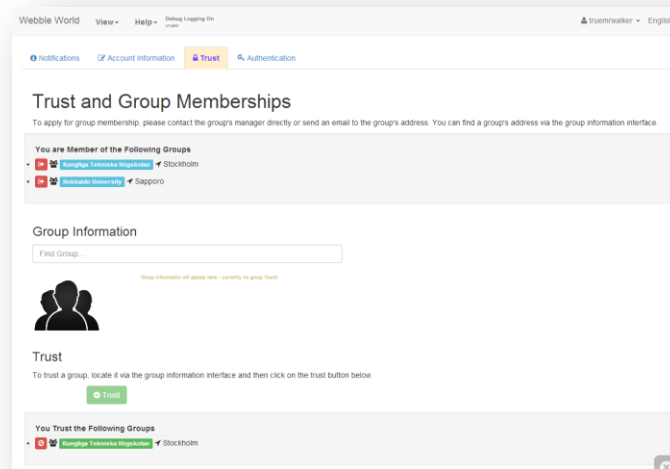 Webble World View Help Debug Logging On truemrwalker
Notifications Account information Trust Authentication
Trust and Group Memberships
To apply for group membership, please contact the group's manager directly or send an email to the group's address. You can find a group's address via the group information interface.
You are Member of the Following Groups
Kungliga Tekniska Högskolan Stockholm
Hokkaido University Sapporo
Group Information
Find Group...
Group information will appear here - currently no group found
Trust
To trust a group, locate it via the group information interface and then click on the trust button below.
Trust
You Trust the Following Groups
Kungliga Tekniska Högskolan Stockholm